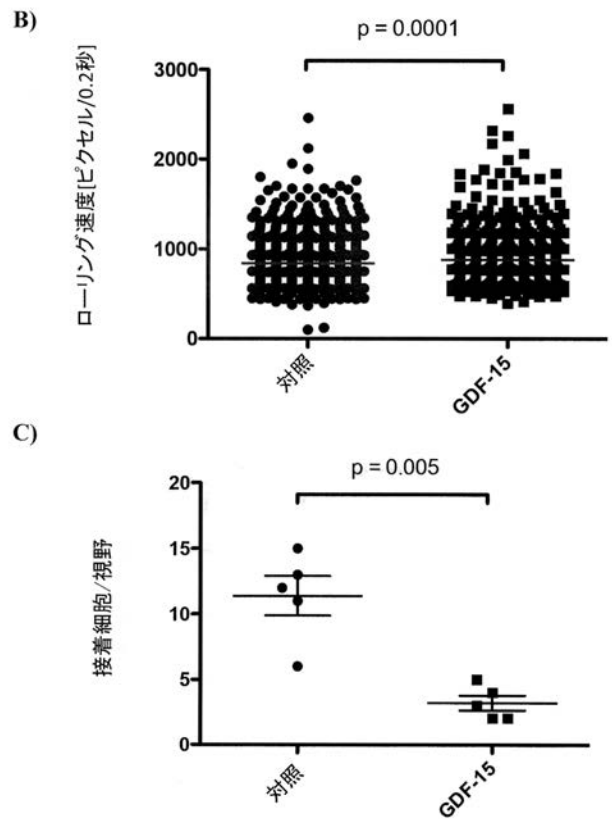 B)
p = 0.0001
ローリング速度[ピクセル/0.2秒]
3000
2000
1000
0
対照
GDF-15
C)
p = 0.005
接着細胞/視野
20
15
10
5
0
対照
GDF-15